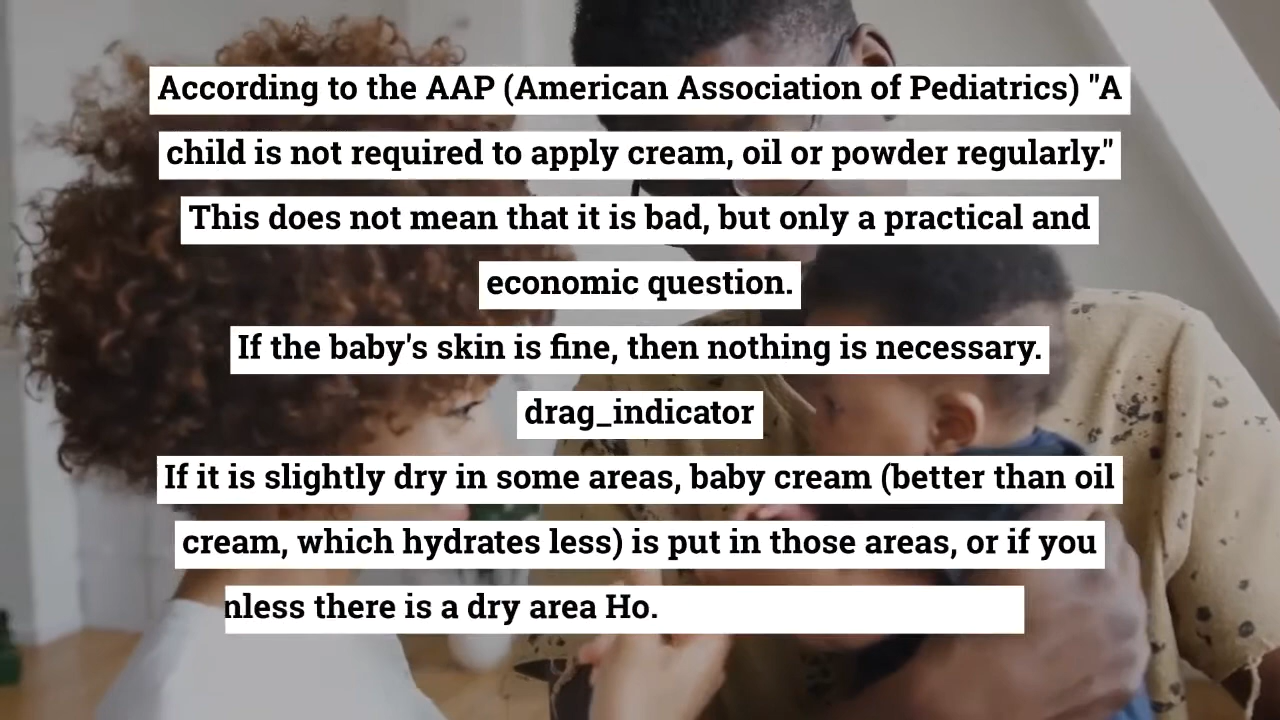 According to the AAP (American Association of Pediatrics) "A
child is not required to apply cream, oil or powder regularly."
This does not mean that it is bad, but only a practical and
economic question.
If the baby's skin is fine, then nothing is necessary.
drag_indicator
If it is slightly dry in some areas, baby cream (better than oil
cream, which hydrates less) is put in those areas, or if you
nless there is a dry area Ho.